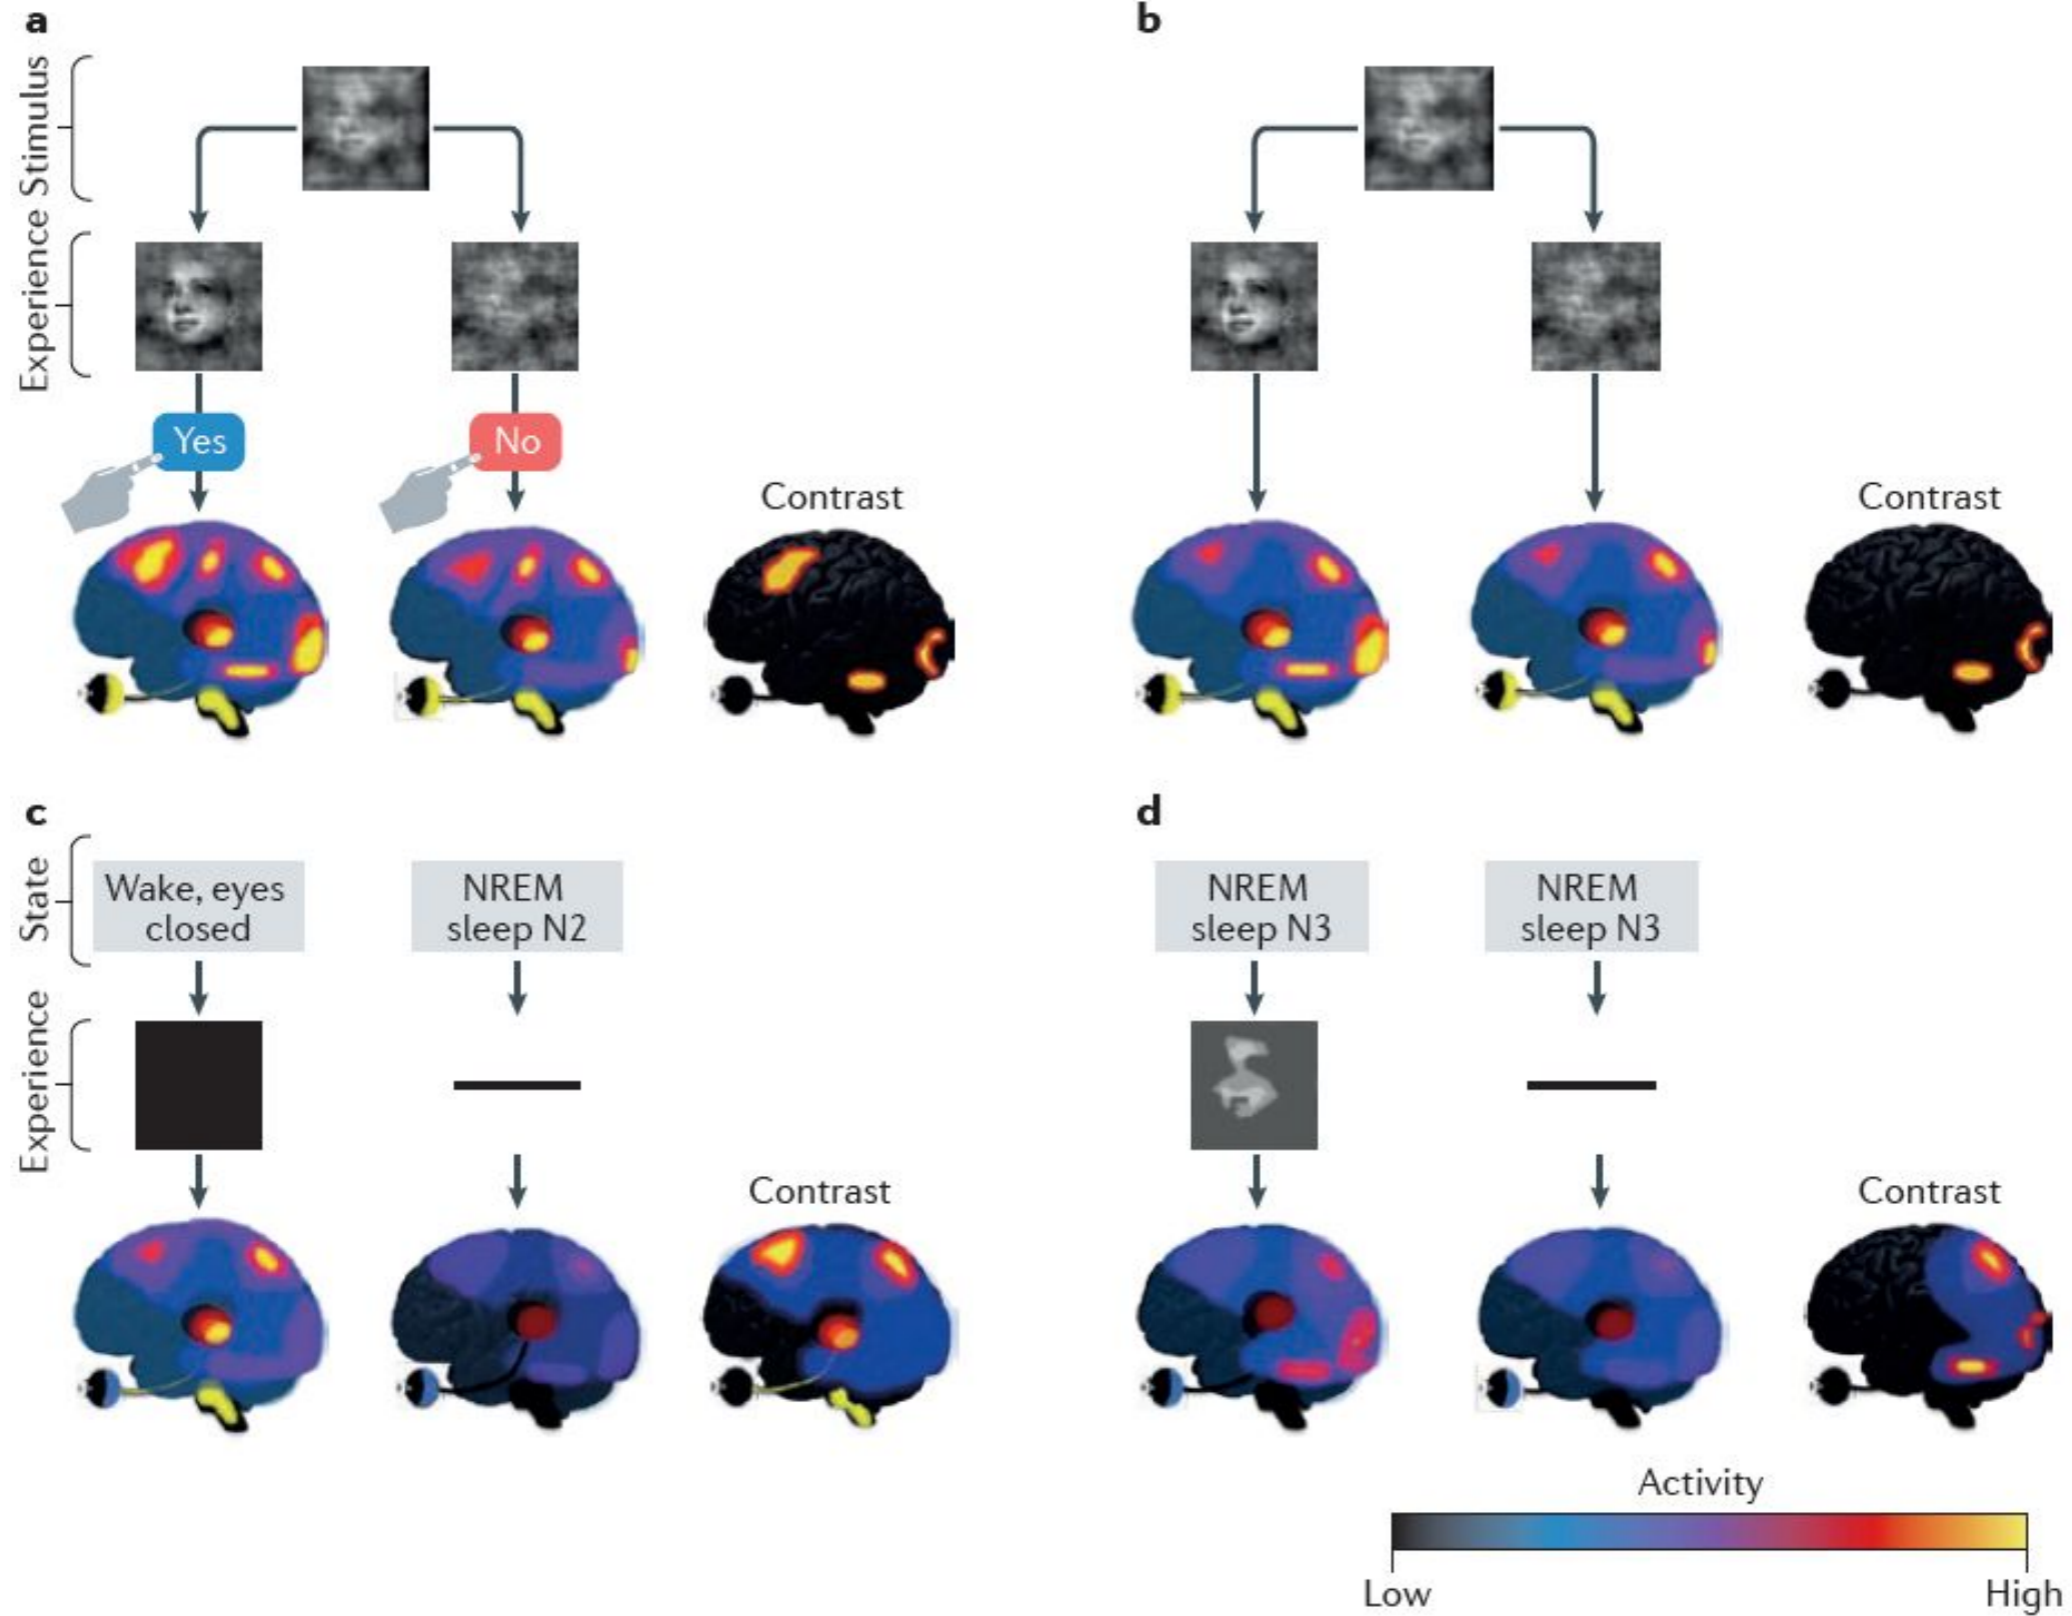 a
Stimulus
Experience
Yes
No
Contrast
b
Contrast
c
State
Wake, eyes
closed
NREM
sleep N2
Experience
Contrast
d
NREM
sleep N3
NREM
sleep N3
Contrast
Activity
Low
High